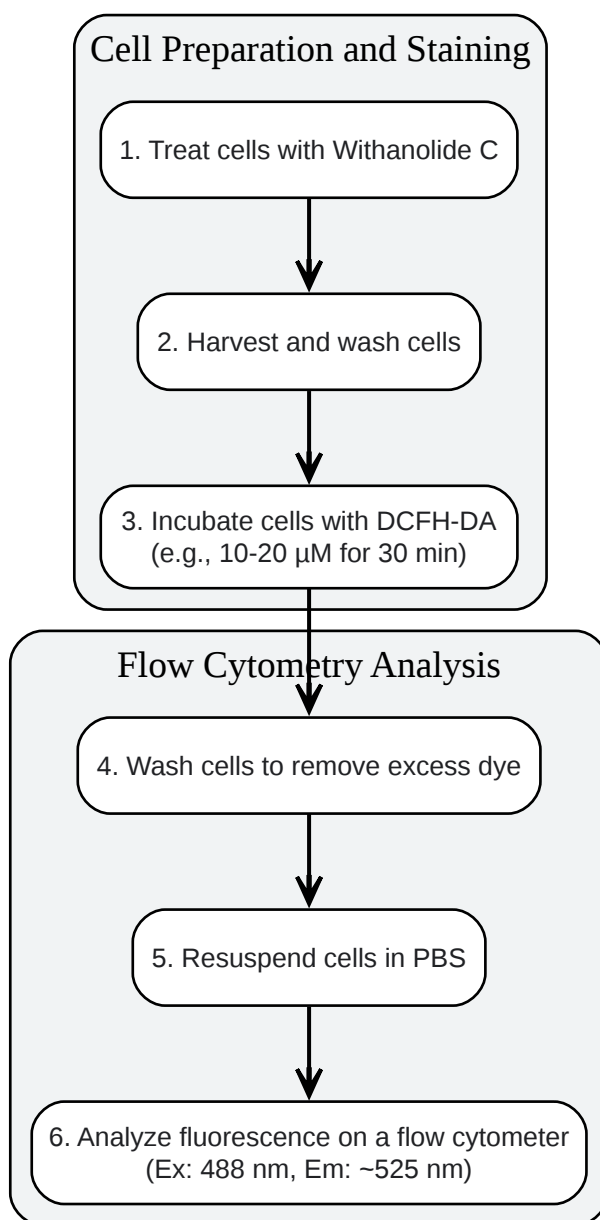 Cell Preparation and Staining
1. Treat cells with Withanolide C
2. Harvest and wash cells
3. Incubate cells with DCFH-DA
(e.g., 10-20 µM for 30 min)
Flow Cytometry Analysis
4. Wash cells to remove excess dye
5. Resuspend cells in PBS
6. Analyze fluorescence on a flow cytometer
(Ex: 488 nm, Em: ~525 nm)